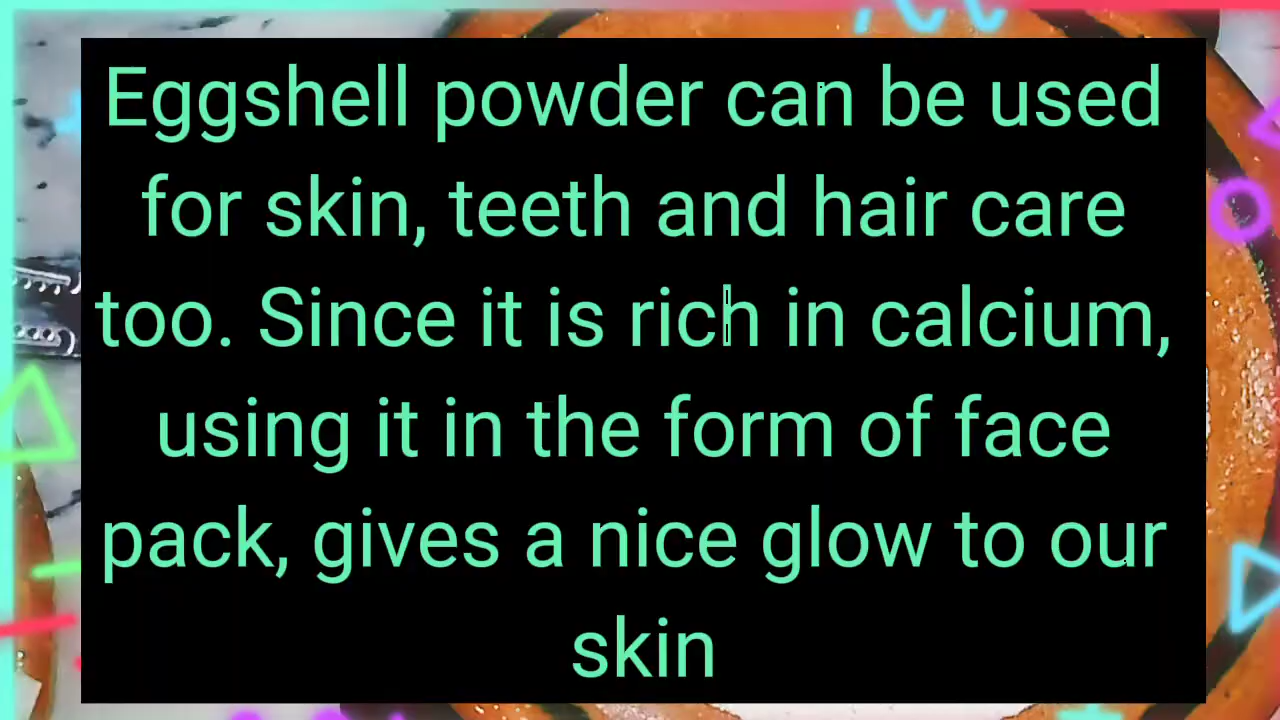 Eggshell powder can be used
for skin, teeth and hair care
too. Since it is rich in calcium,
using it in the form of face
pack, gives a nice glow to our
skin